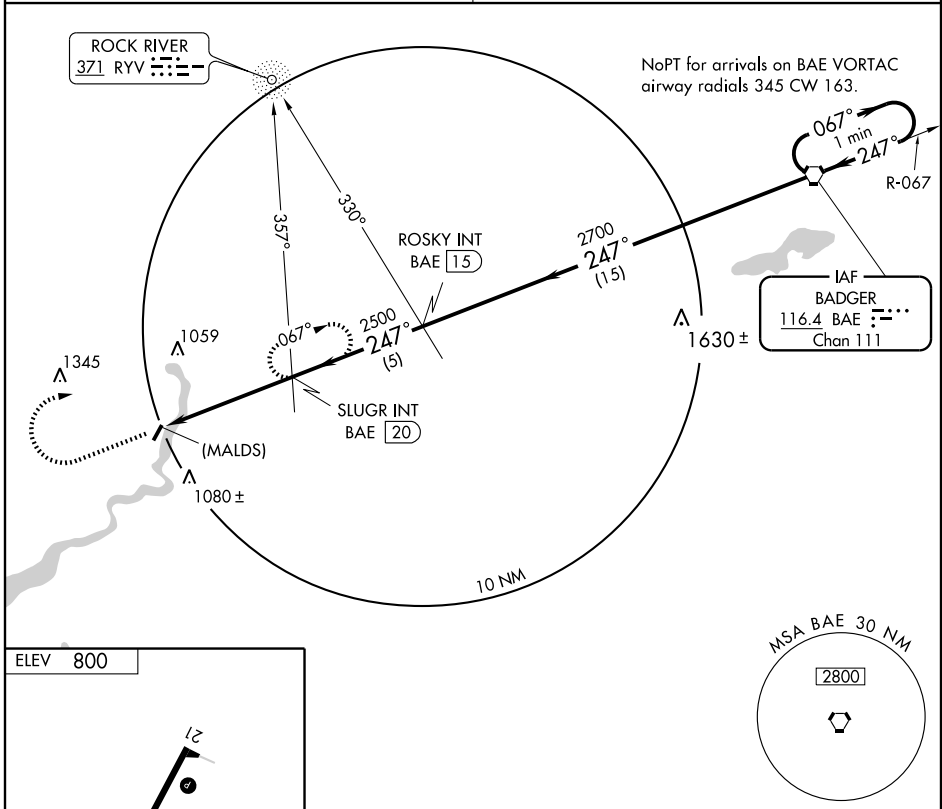 ROCK RIVER
371 RYV
NoPT for arrivals on BAE VORTAC
airway radials 345 CW 163.
067°
1 min
247°
R-067
357°
330°
ROSKY INT
BAE 15
2700
247°
(15)
IAF
BADGER
116.4 BAE
Chan 111
1630 ±
067°
2500
247°
(5)
1059
1345
SLUGR INT
BAE 20
(MALDS)
1080 ±
10 NM
MSA BAE 30 NM
2800
ELEV 800
21
P